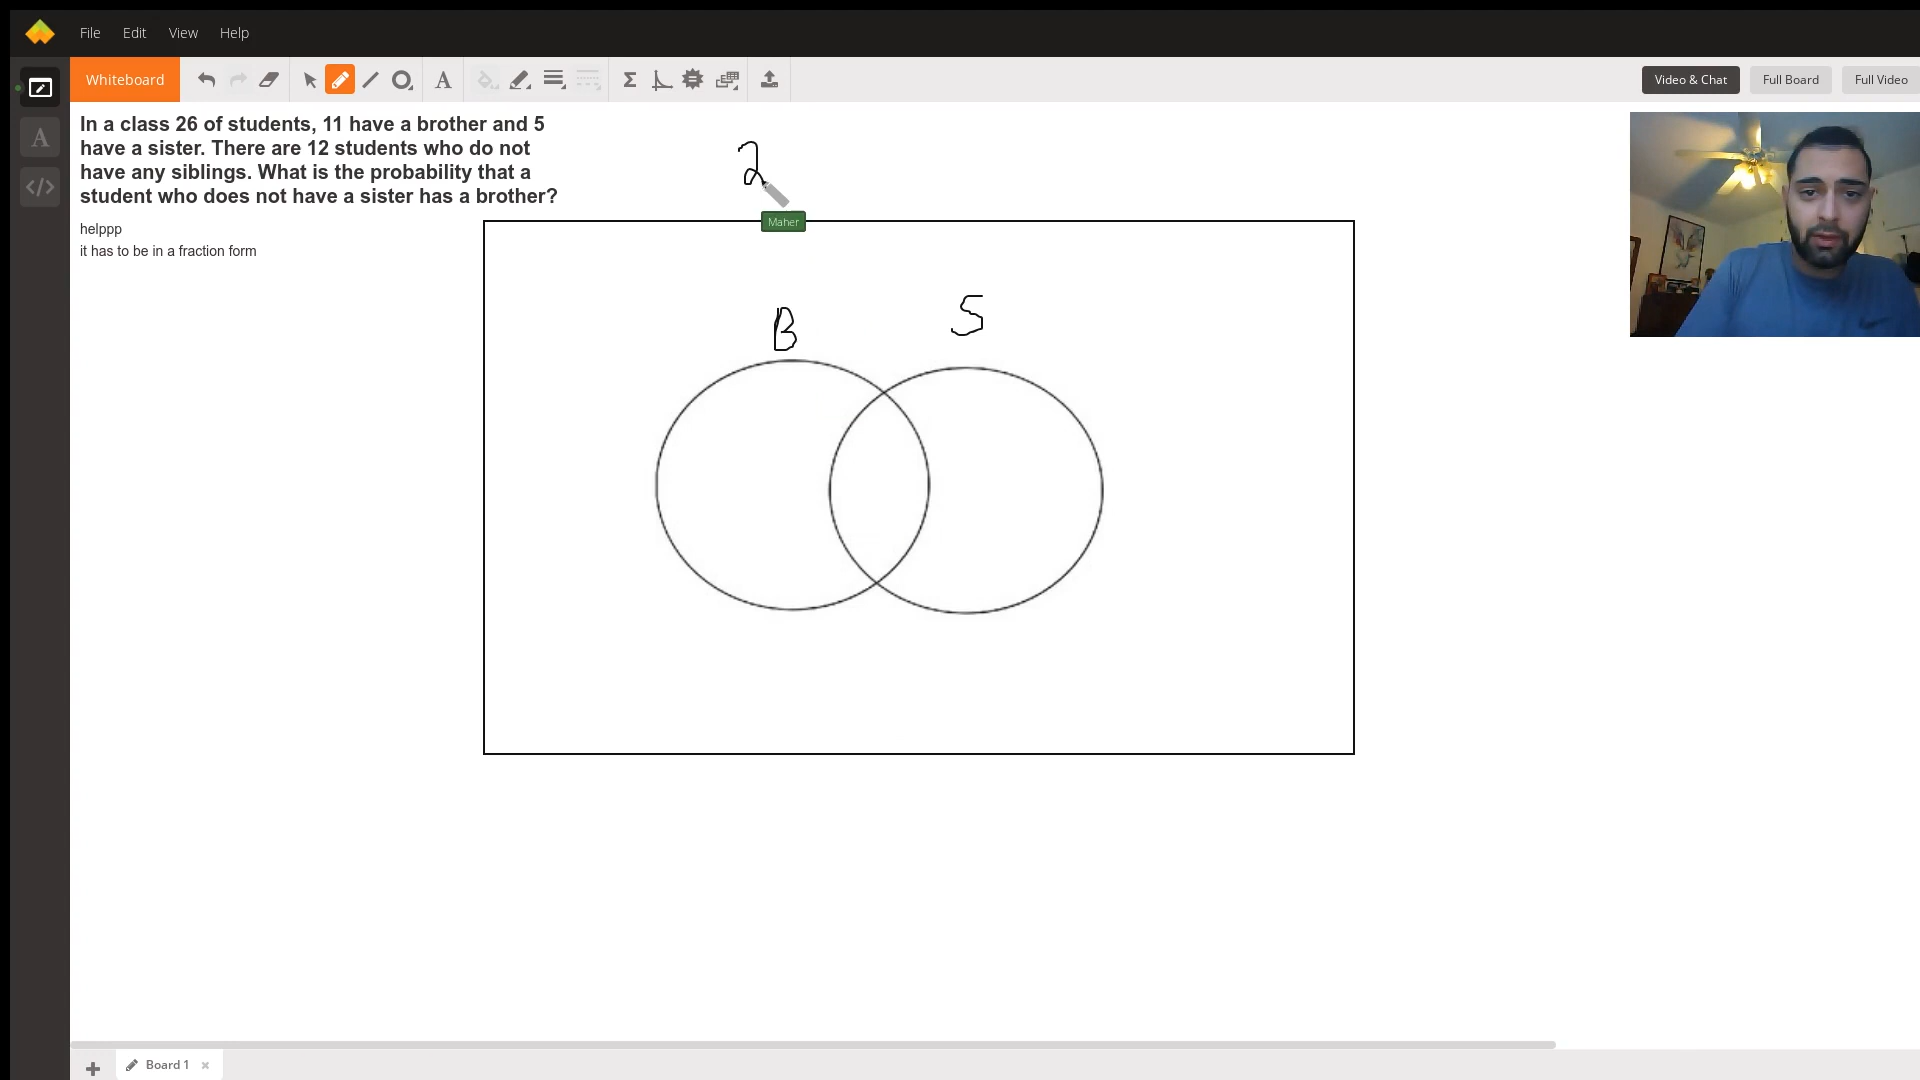 File Edit View Help
Whiteboard A Σ Video & Chat Full Board Full Video
A
</>
In a class 26 of students, 11 have a brother and 5
have a sister. There are 12 students who do not
have any siblings. What is the probability that a
student who does not have a sister has a brother?
helppp
it has to be in a fraction form
2
Maher
B S
Board 1